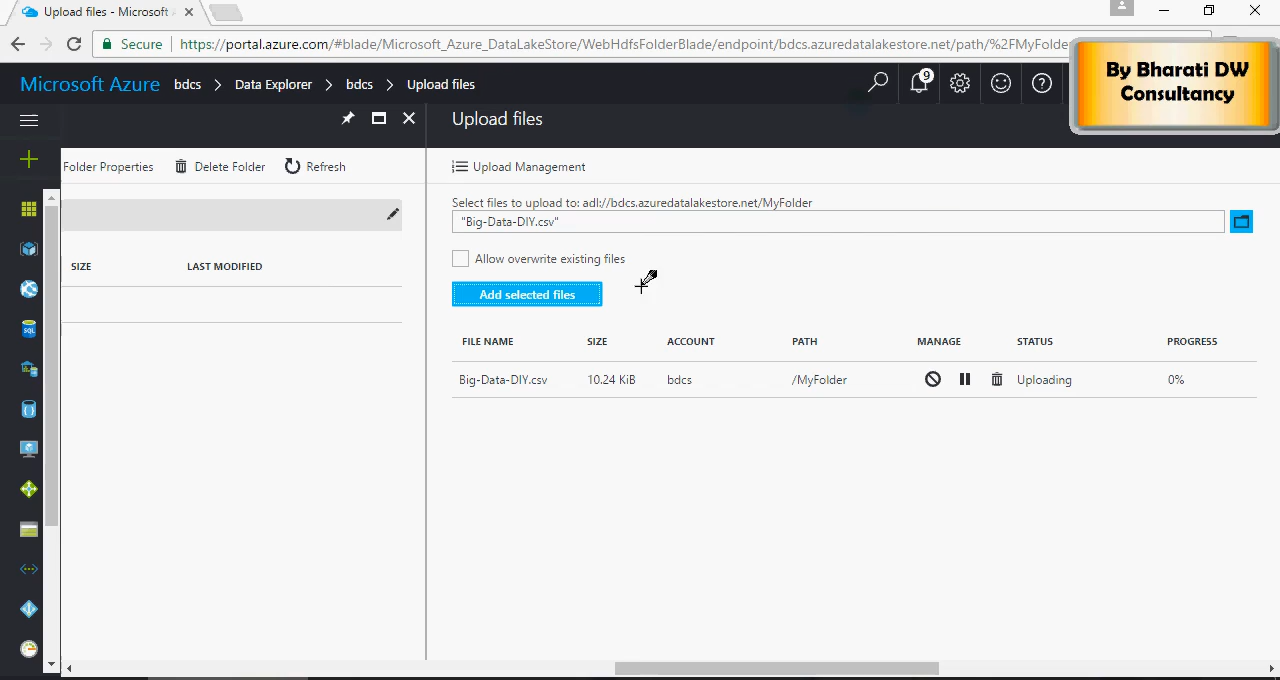 Upload files - Microsoft
Secure
https://portal.azure.com/#blade/Microsoft_Azure_DataLakeStore/WebHdfsFolderBlade/endpoint/bdcs.azuredatalakestore.net/path/%2FMyFolde
By Bharati DW
Consultancy
Microsoft Azure bdcs > Data Explorer > bdcs > Upload files
9
Upload files
Folder Properties Delete Folder Refresh
Upload Management
Select files to upload to: adl://bdcs.azuredatalakestore.net/MyFolder
"Big-Data-DIY.csv"
Allow overwrite existing files
SIZE LAST MODIFIED
Add selected files
FILE NAME SIZE ACCOUNT PATH MANAGE STATUS PROGRESS
Big-Data-DIY.csv 10.24 KiB bdcs /MyFolder Uploading 0%
SQL